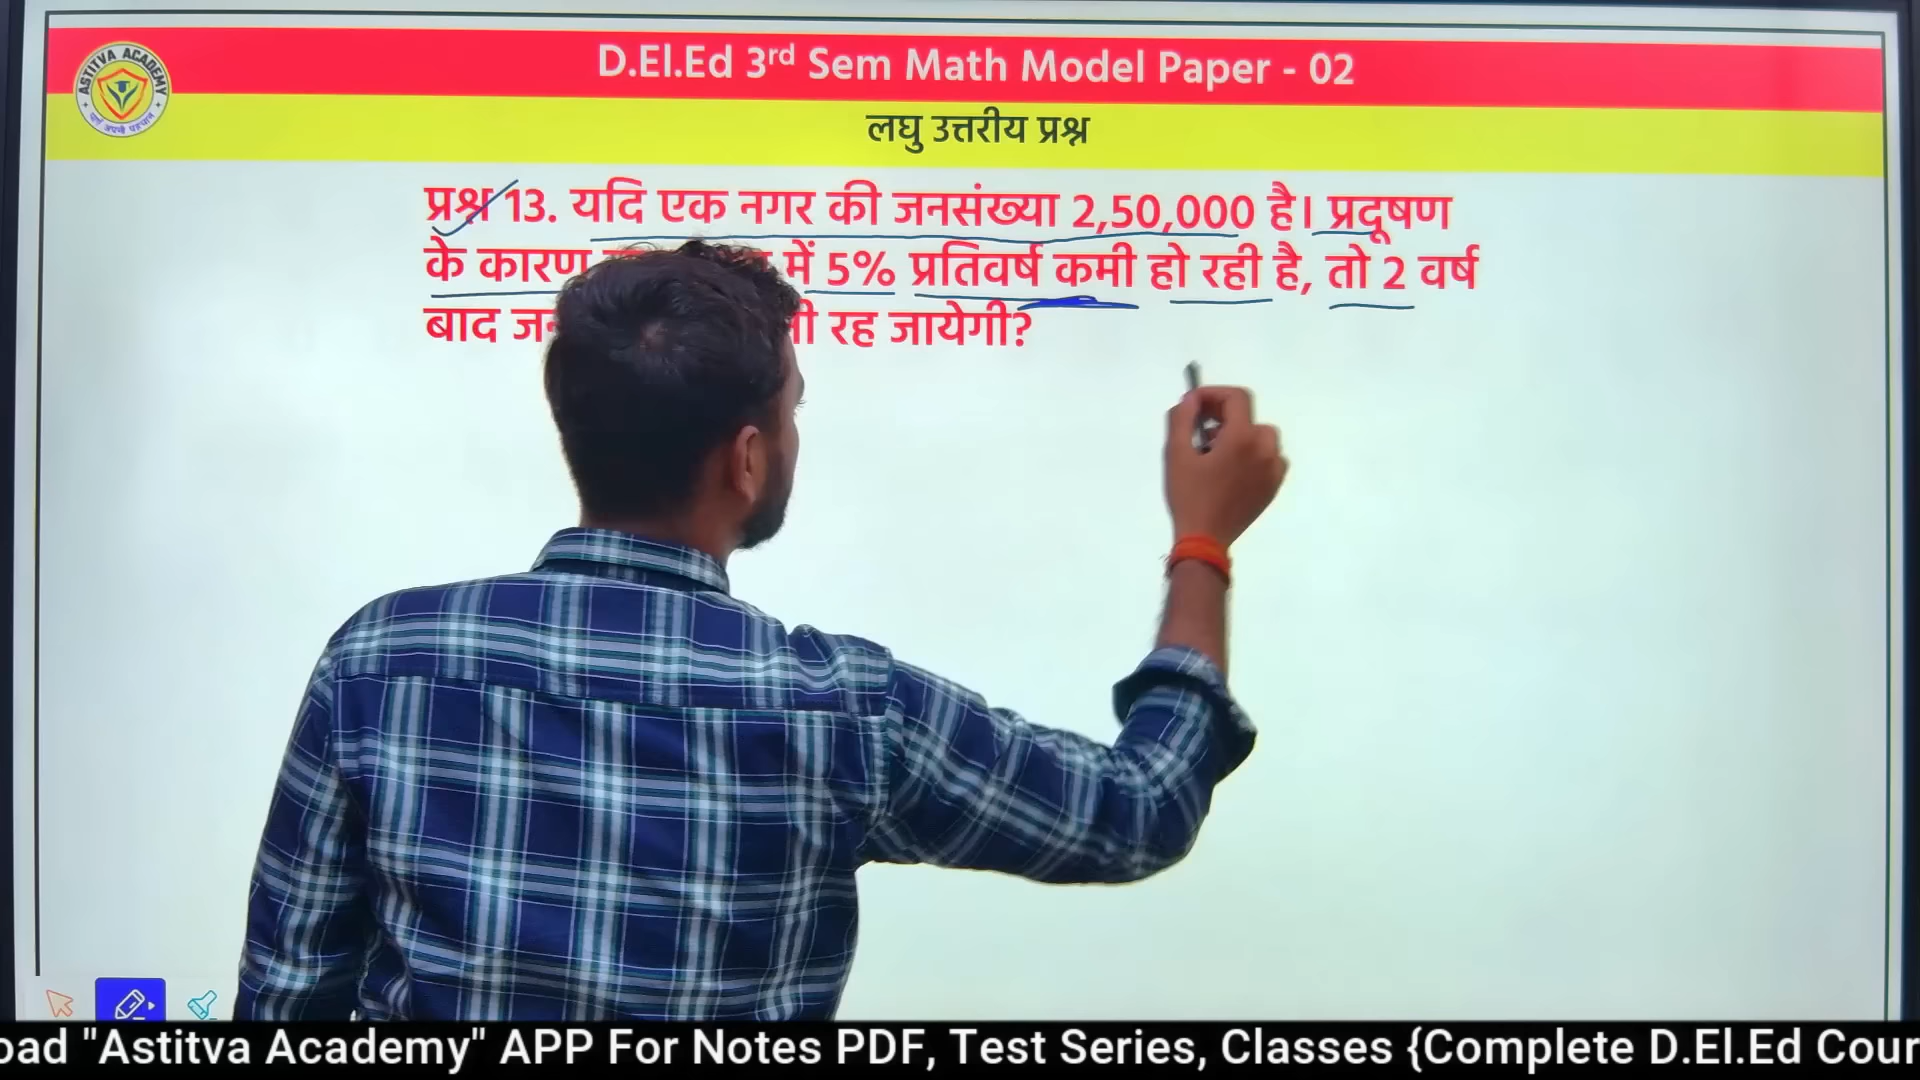 D.El.Ed 3rd Sem Math Model Paper - 02
ASTITVA ACADEMY
लघु उत्तरीय प्रश्न
प्रश्न 13. यदि एक नगर की जनसंख्या 2,50,000 है। प्रदूषण
के कारण में 5% प्रतिवर्ष कमी हो रही है, तो 2 वर्ष
बाद रह जायेगी?
"Astitva Academy" APP For Notes PDF, Test Series, Classes {Complete D.El.Ed